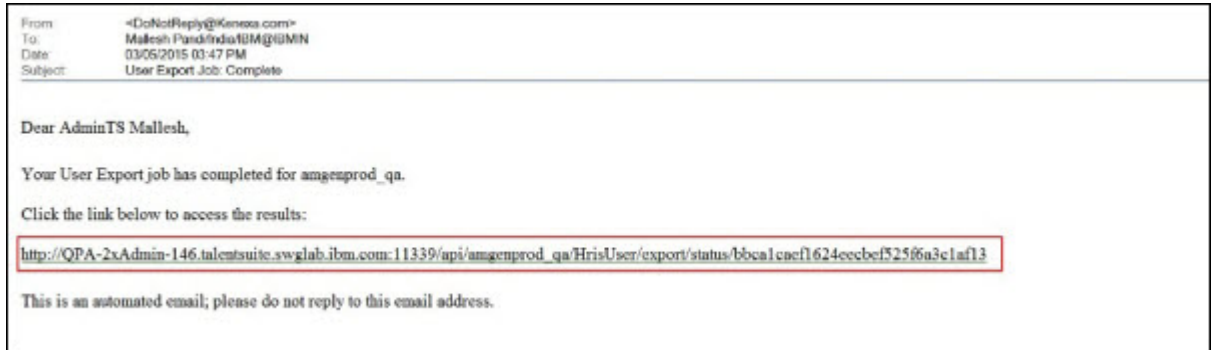 From: <DoNotReply@Kenexa.com>
To: Mallesh Pandi/India/IBM@IBMIN
Date: 03/05/2015 03:47 PM
Subject: User Export Job: Complete
Dear AdminTS Mallesh,
Your User Export job has completed for amgenprod_qa.
Click the link below to access the results:
http://QPA-2xAdmin-146.talentsuite.swglab.ibm.com:11339/api/amgenprod_qa/HrisUser/export/status/bbca1caef1624eecbef525f6a3c1af13
This is an automated email; please do not reply to this email address.